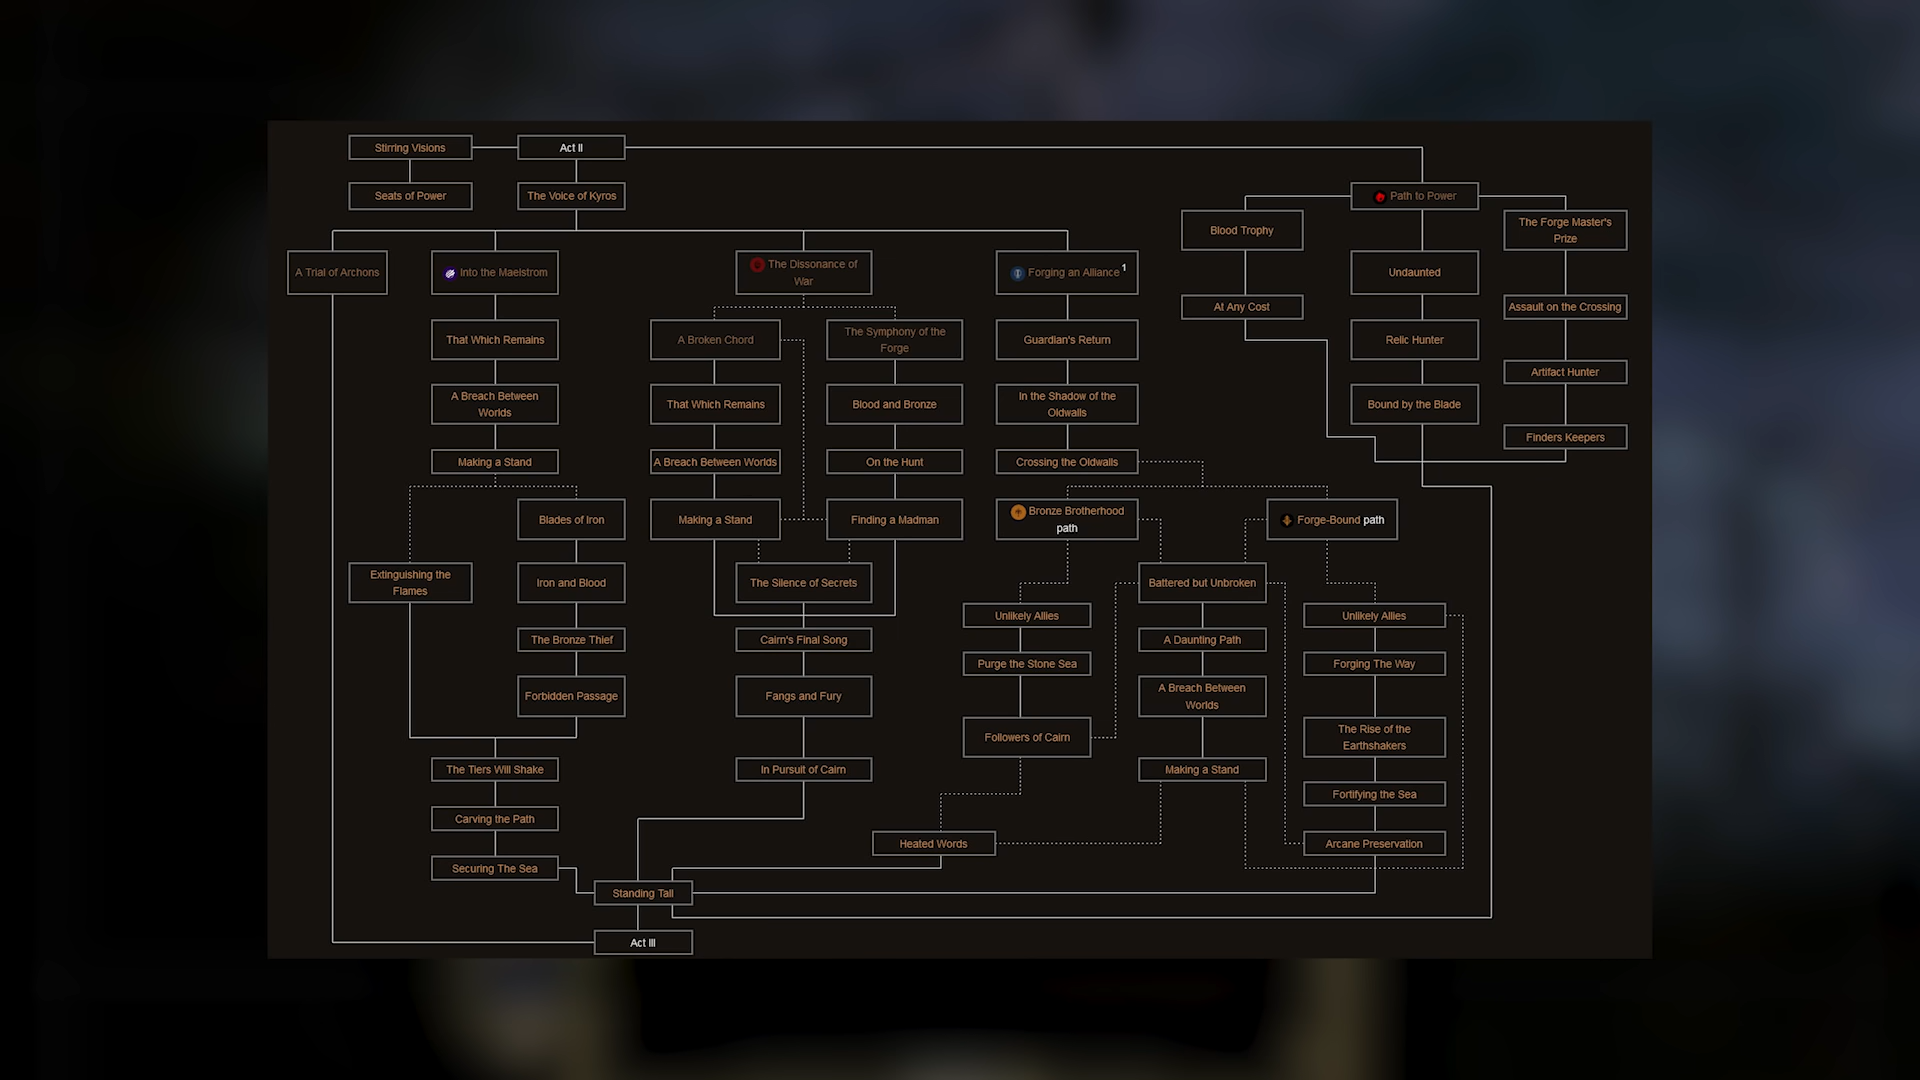 Stirring Visions
Act II
Seats of Power
The Voice of Kyros
Path to Power
Blood Trophy
The Forge Master's
Prize
A Trial of Archons
Into the Maelstrom
The Dissonance of
War
Forging an Alliance 1
Undaunted
At Any Cost
Assault on the Crossing
That Which Remains
A Broken Chord
The Symphony of the
Forge
Guardian's Return
Relic Hunter
Artifact Hunter
A Breach Between
Worlds
That Which Remains
Blood and Bronze
In the Shadow of the
Oldwalls
Bound by the Blade
Finders Keepers
Making a Stand
A Breach Between Worlds
On the Hunt
Crossing the Oldwalls
Blades of Iron
Making a Stand
Finding a Madman
Bronze Brotherhood
path
Forge-Bound path
Extinguishing the
Flames
Iron and Blood
The Silence of Secrets
Battered but Unbroken
Unlikely Allies
Unlikely Allies
The Bronze Thief
Cairn's Final Song
A Daunting Path
Purge the Stone Sea
Forging The Way
Forbidden Passage
Fangs and Fury
A Breach Between
Worlds
Followers of Cairn
The Rise of the
Earthshakers
The Tiers Will Shake
In Pursuit of Cairn
Making a Stand
Fortifying the Sea
Carving the Path
Heated Words
Arcane Preservation
Securing The Sea
Standing Tall
Act III